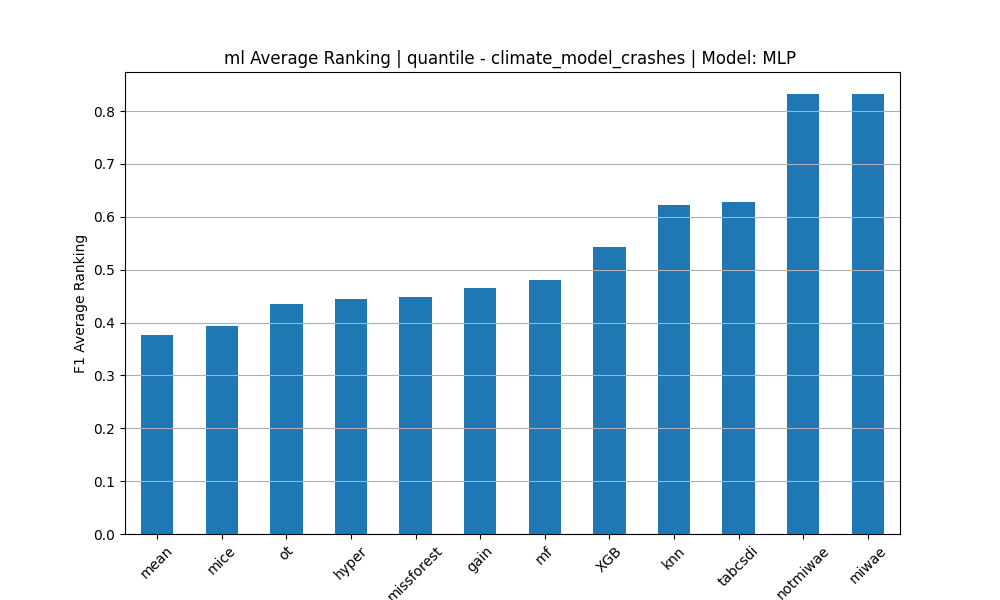 ml Average Ranking | quantile - climate_model_crashes | Model: MLP
F1 Average Ranking
0.8
0.7
0.6
0.5
0.4
0.3
0.2
0.1
0.0
mean
mice
ot
hyper
missforest
gain
mf
XGB
knn
tabcsdi
notmiwae
miwae